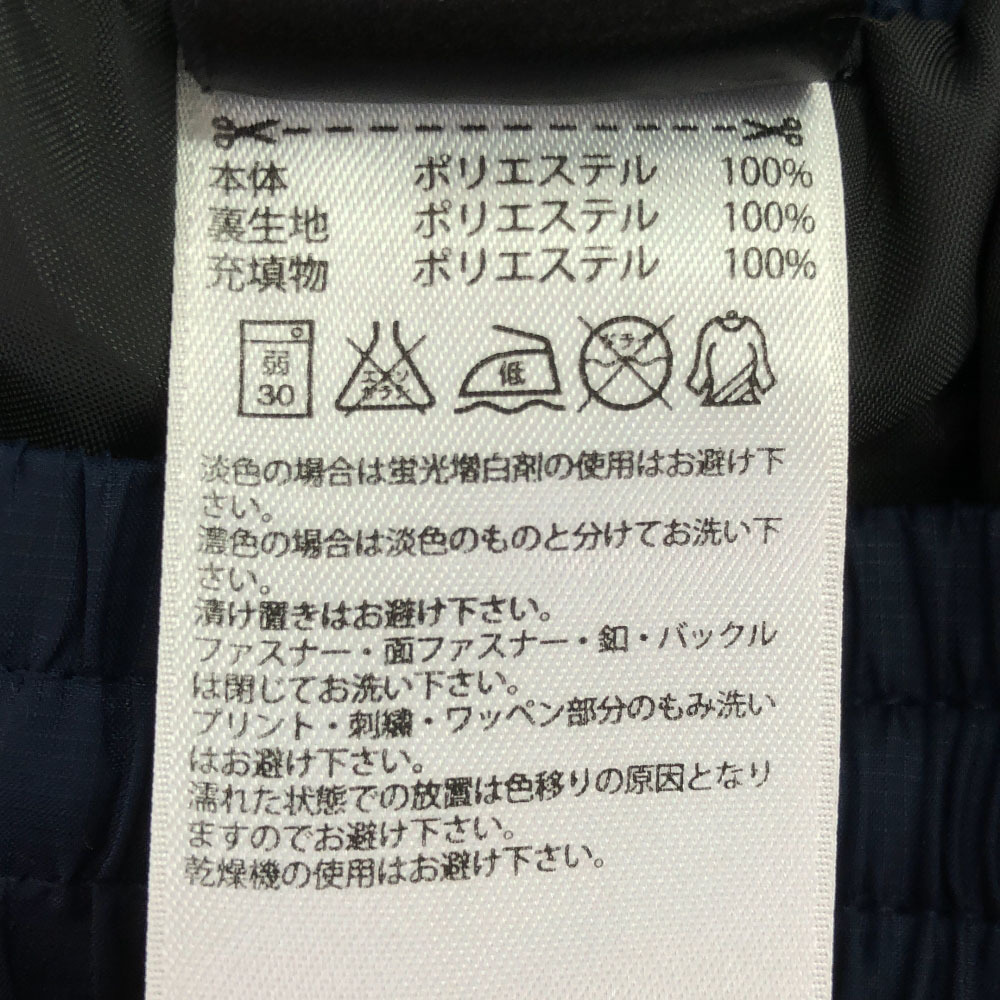 本体 ポリエステル 100%
裏生地 ポリエステル 100%
充填物 ポリエステル 100%
弱 エンソ 低 ドライ
30 サラシ
淡色の場合は蛍光増白剤の使用はお避け下
さい。
濃色の場合は淡色のものと分けてお洗い下
さい。
漬け置きはお避け下さい。
ファスナー・面ファスナー・釦・バックル
は閉じてお洗い下さい。
プリント・刺繍・ワッペン部分のもみ洗い
はお避け下さい。
濡れた状態での放置は色移りの原因となり
ますのでお避け下さい。
乾燥機の使用はお避け下さい。